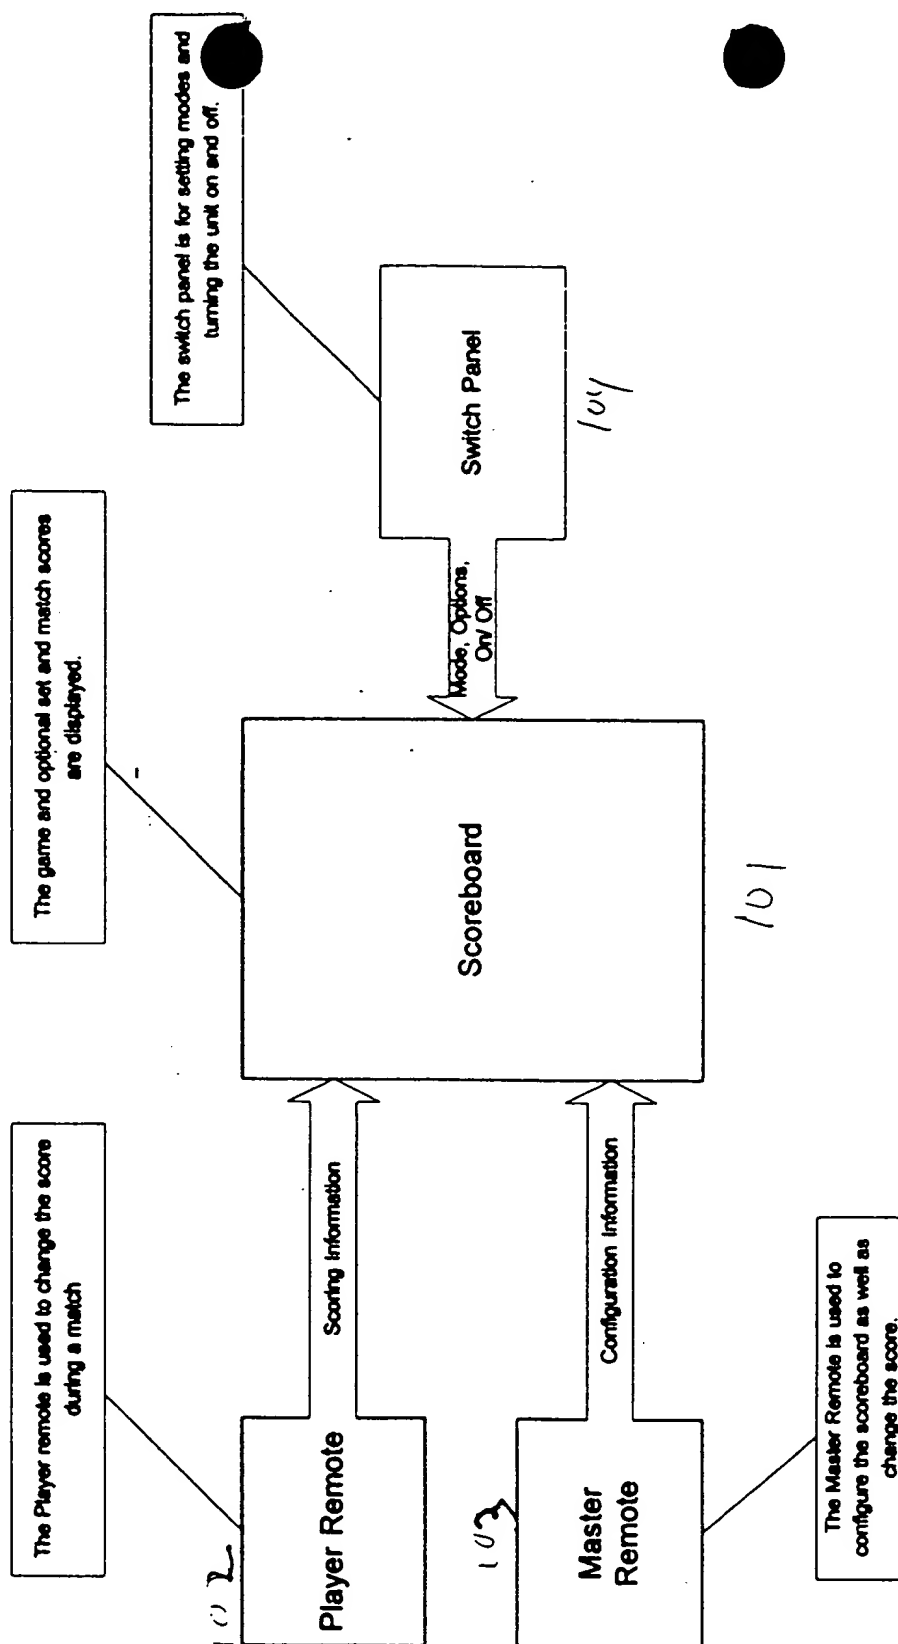 The Player remote is used to change the score
during a match
The game and optional set and match scores
are displayed.
The switch panel is for setting modes and
turning the unit on and off.
102
Player Remote
Scoring Information
Scoreboard
101
Mode, Options,
On/ Off
Switch Panel
104
103
Master
Remote
Configuration Information
The Master Remote is used to
configure the scoreboard as well as
change the score.